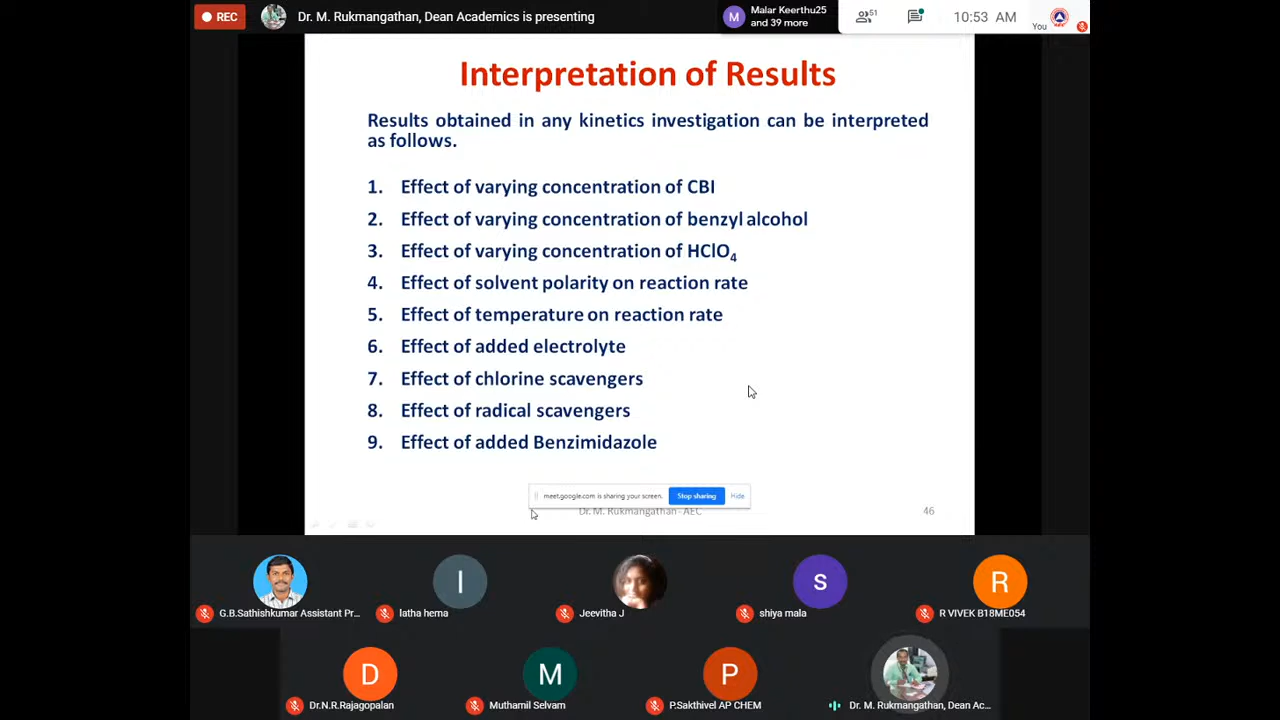 REC
Dr. M. Rukmangathan, Dean Academics is presenting
M
Malar Keerthu25
and 39 more
51
10:53 AM
You
Interpretation of Results
Results obtained in any kinetics investigation can be interpreted
as follows.
1. Effect of varying concentration of CBI
2. Effect of varying concentration of benzyl alcohol
3. Effect of varying concentration of HClO4
4. Effect of solvent polarity on reaction rate
5. Effect of temperature on reaction rate
6. Effect of added electrolyte
7. Effect of chlorine scavengers
8. Effect of radical scavengers
9. Effect of added Benzimidazole
meet.google.com is sharing your screen.
Stop sharing
Hide
Dr. M. Rukmangathan - AEC
46
I
s
R
G.B.Sathishkumar Assistant Pr...
latha hema
Jeevitha J
shiya mala
R VIVEK B18ME054
D
M
P
Dr.N.R.Rajagopalan
Muthamil Selvam
P.Sakthivel AP CHEM
Dr. M. Rukmangathan, Dean Ac...